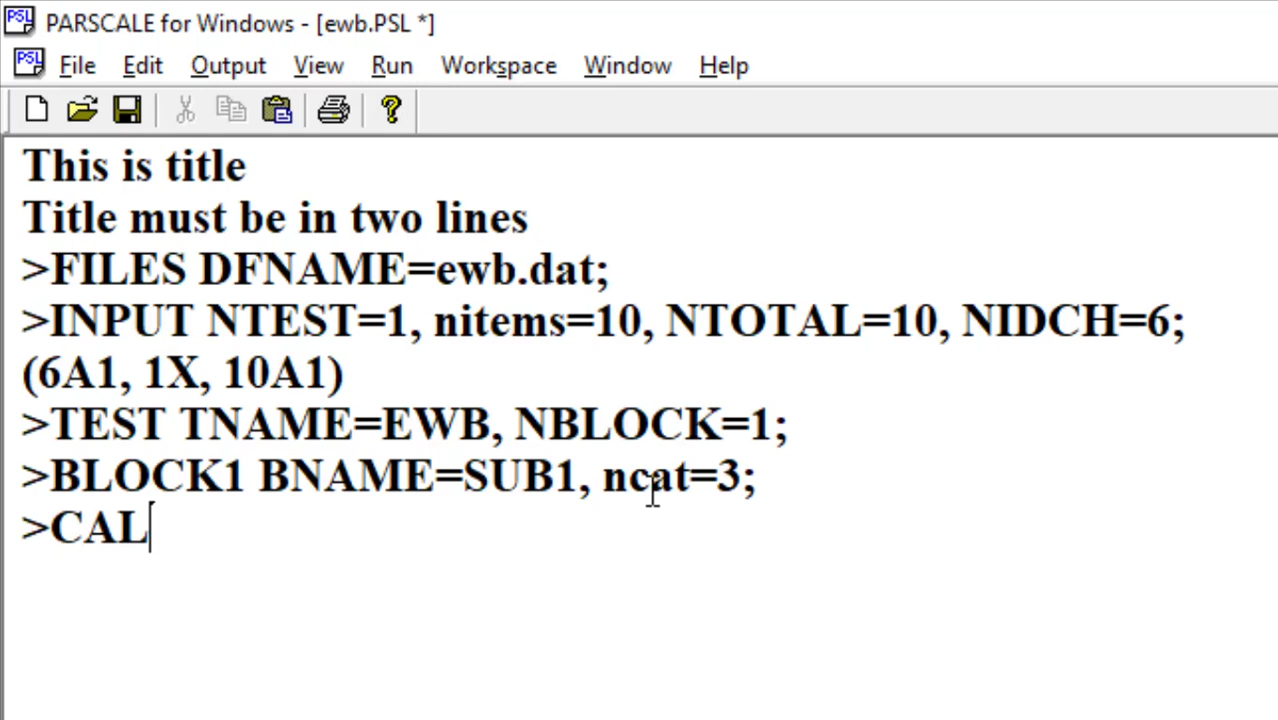 PSL PARSCALE for Windows - [ewb.PSL *]
PSL File Edit Output View Run Workspace Window Help
This is title
Title must be in two lines
>FILES DFNAME=ewb.dat;
>INPUT NTEST=1, nitems=10, NTOTAL=10, NIDCH=6;
(6A1, 1X, 10A1)
>TEST TNAME=EWB, NBLOCK=1;
>BLOCK1 BNAME=SUB1, ncat=3;
>CAL